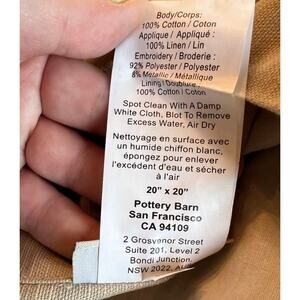 Body/Corps:
100% Cotton / Coton
Applique / Appliqué :
100% Linen / Lin
Embroidery / Broderie :
92% Polyester / Polyester
8% Metallic / Métallique
Lining / Doublure
100% Cotton / Coton
Spot Clean With A Damp
White Cloth, Blot To Remove
Excess Water, Air Dry
Nettoyage en surface avec
un humide chiffon blanc,
épongez pour enlever
l'excédent d'eau et sécher
à l'air
20" x 20"
Pottery Barn
San Francisco
CA 94109
2 Grosvenor Street
Suite 201, Level 2
Bondi Junction,
NSW 2022,